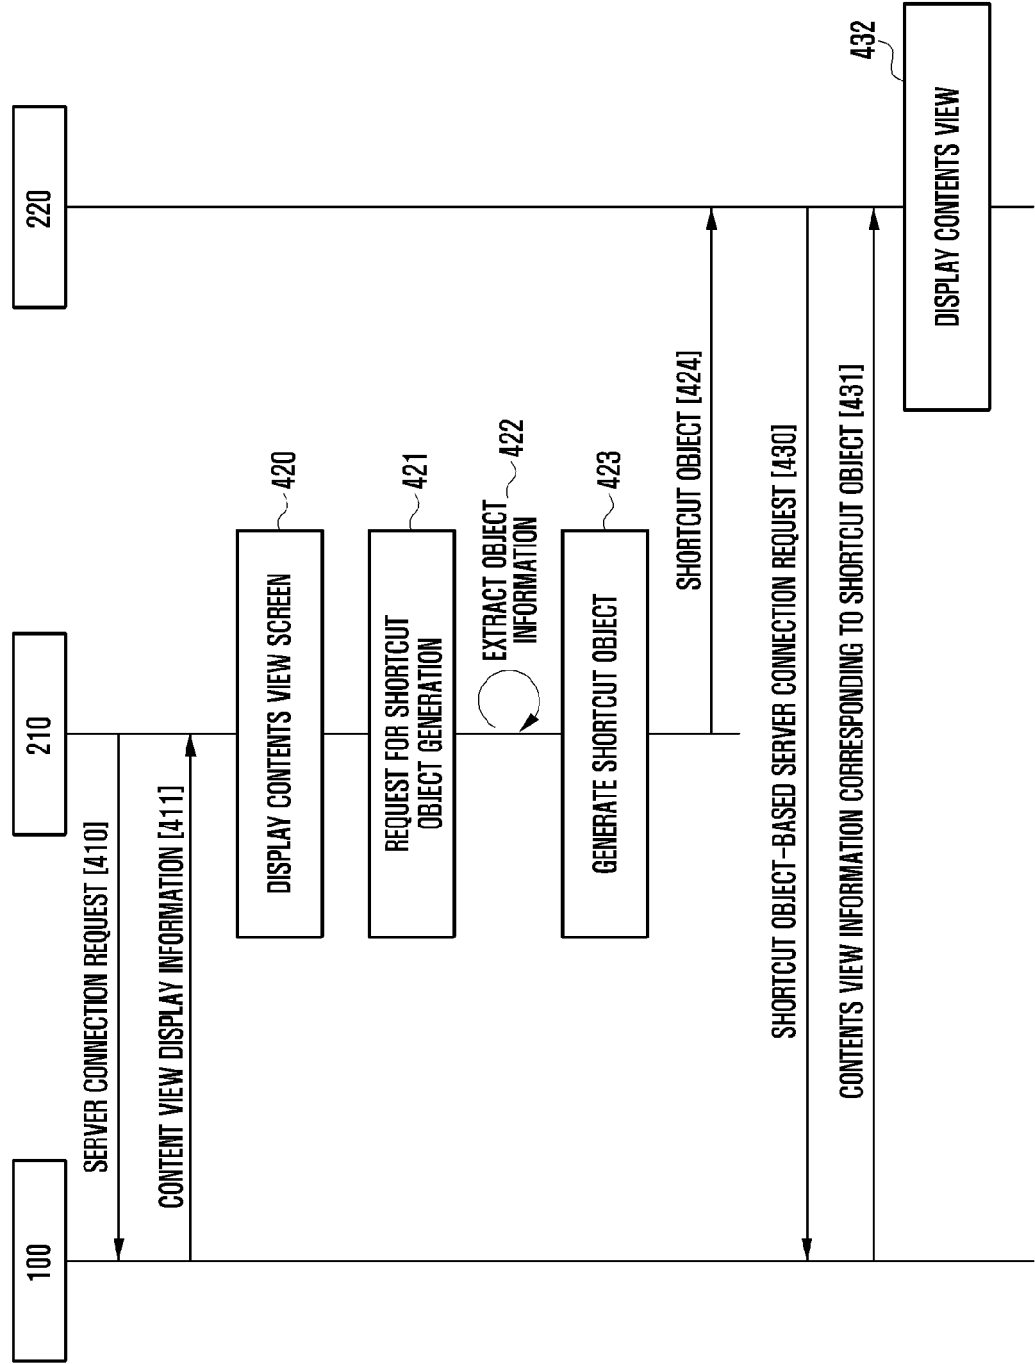 100
210
220
SERVER CONNECTION REQUEST [410]
CONTENT VIEW DISPLAY INFORMATION [411]
DISPLAY CONTENTS VIEW SCREEN
420
REQUEST FOR SHORTCUT
OBJECT GENERATION
421
EXTRACT OBJECT
INFORMATION
422
GENERATE SHORTCUT OBJECT
423
SHORTCUT OBJECT [424]
SHORTCUT OBJECT-BASED SERVER CONNECTION REQUEST [430]
CONTENTS VIEW INFORMATION CORRESPONDING TO SHORTCUT OBJECT [431]
432
DISPLAY CONTENTS VIEW